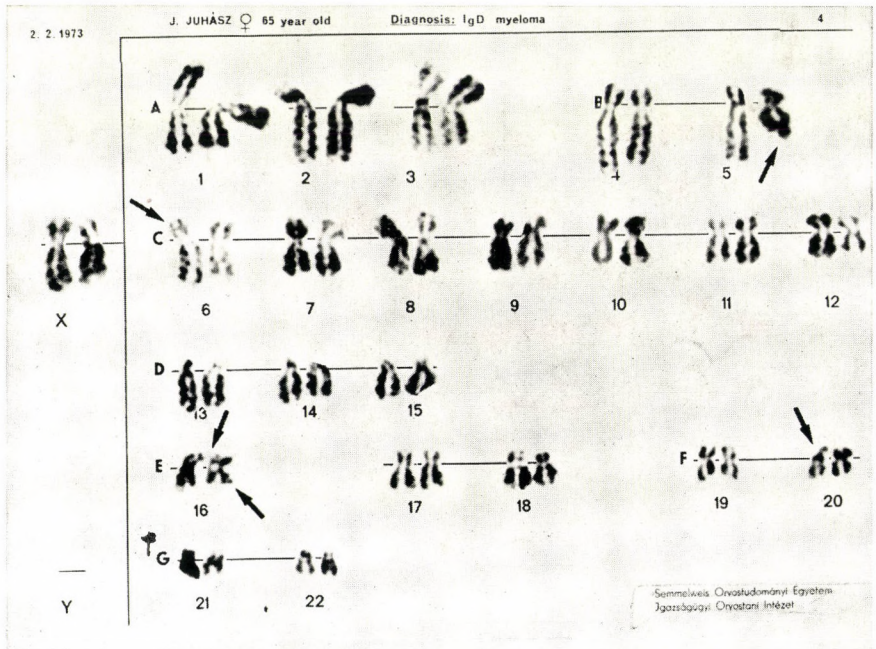 2. 2. 1973
J. JUHÁSZ ♀ 65 year old Diagnosis: IgD myeloma 4
A B
1 2 3 4 5
C
X 6 7 8 9 10 11 12
D
13 14 15
E F
16 17 18 19 20
G
Y 21 22
Semmelweis Orvostudományi Egyetem
Igazságügyi Orvostani Intézet